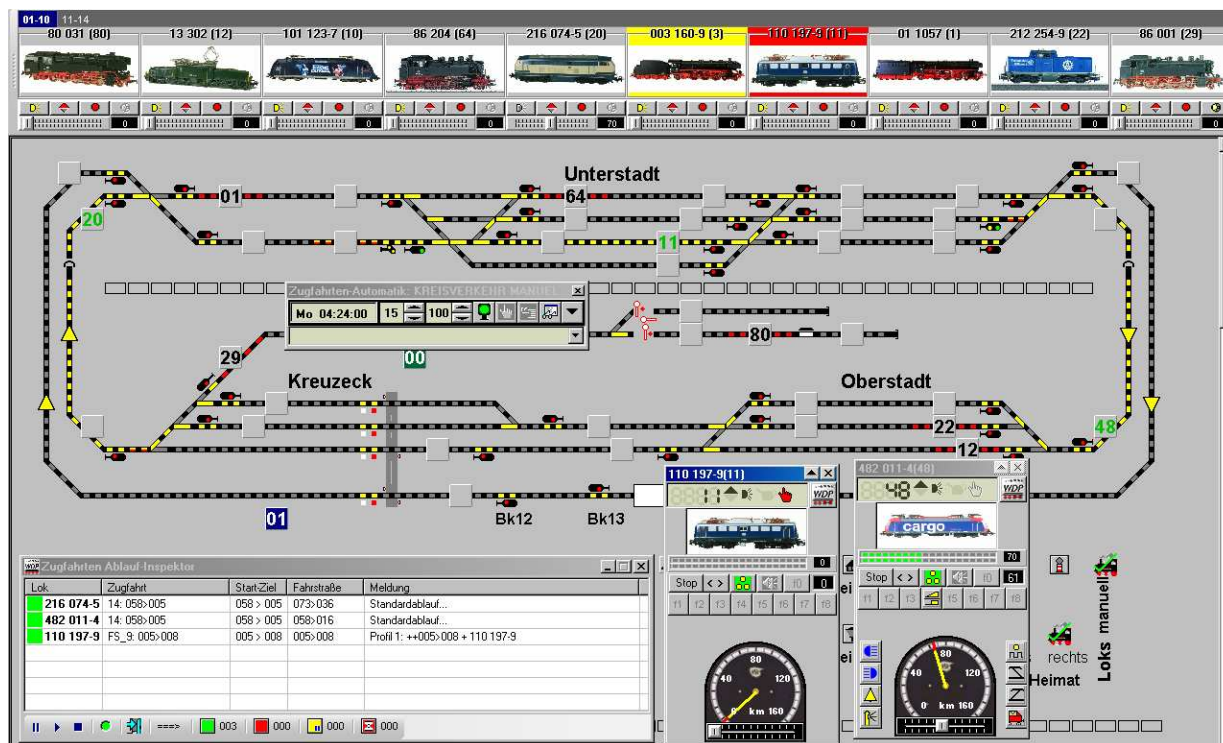 01-10 11-14
80 031 (80) 13 302 (12) 101 123-7 (10) 86 204 (64) 216 074-5 (20) 003 160-9 (3) 110 197-9 (11) 01 1057 (1) 212 254-9 (22) 86 001 (29)
0 0 0 0 70 0 0 0 0 0
Unterstadt
01 64
20 11
Zugfahrten-Automatik: KREISVERKEHR MANUEL
Mo 04:24:00 15 100
80
29 00
Kreuzeck Oberstadt
22 48
12
01 Bk12 Bk13
110 197-9(11)
11
WDP
0
Stop < > f0 0
f1 f2 f3 f4 f5 f6 f7 f8
40 80 120
0 km 160
482 011-4(48)
48
WDP
cargo
70
Stop < > f0 61
f1 f2 f3 f5 f6 f7 f8
40 80 120
0 km 160
Loks manuell
rechts
Heimat
WDP Zugfahrten Ablauf-Inspektor
Lok Zugfahrt Start-Ziel Fahrstraße Meldung
216 074-5 14: 058>005 058 > 005 073>036 Standardablauf...
482 011-4 14: 058>005 058 > 005 058>016 Standardablauf...
110 197-9 FS_9: 005>008 005 > 008 005>008 Profil 1: ++005>008 + 110 197-9
===> 003 000 000 000